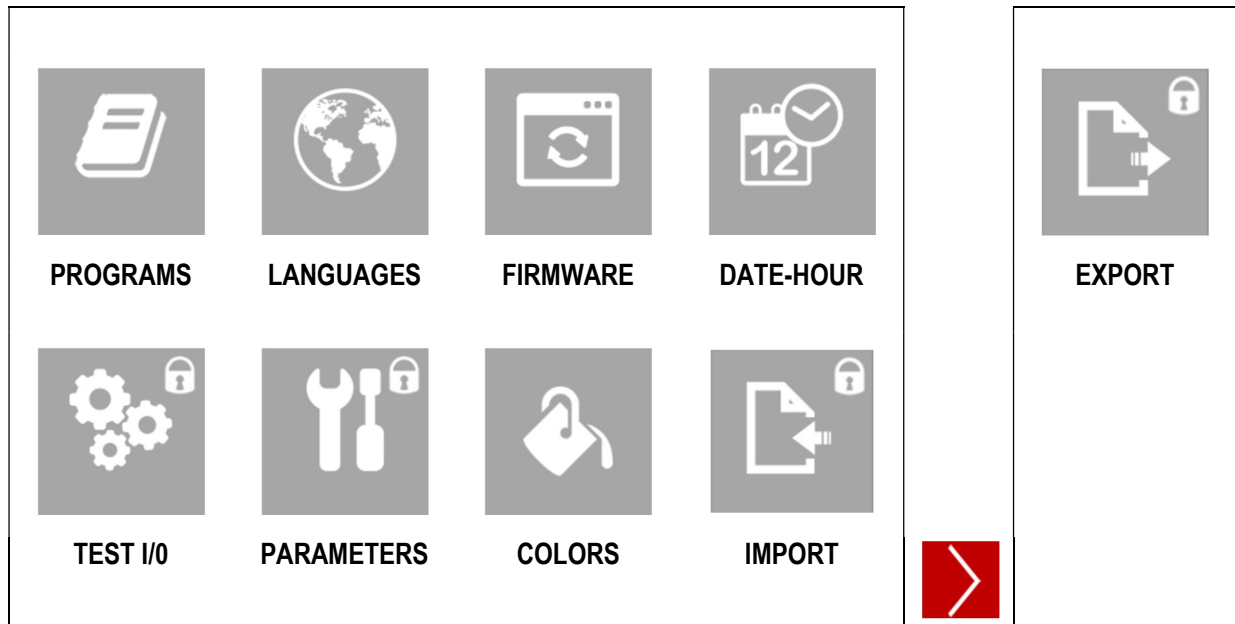 12
PROGRAMS LANGUAGES FIRMWARE DATE-HOUR EXPORT
TEST I/0 PARAMETERS COLORS IMPORT